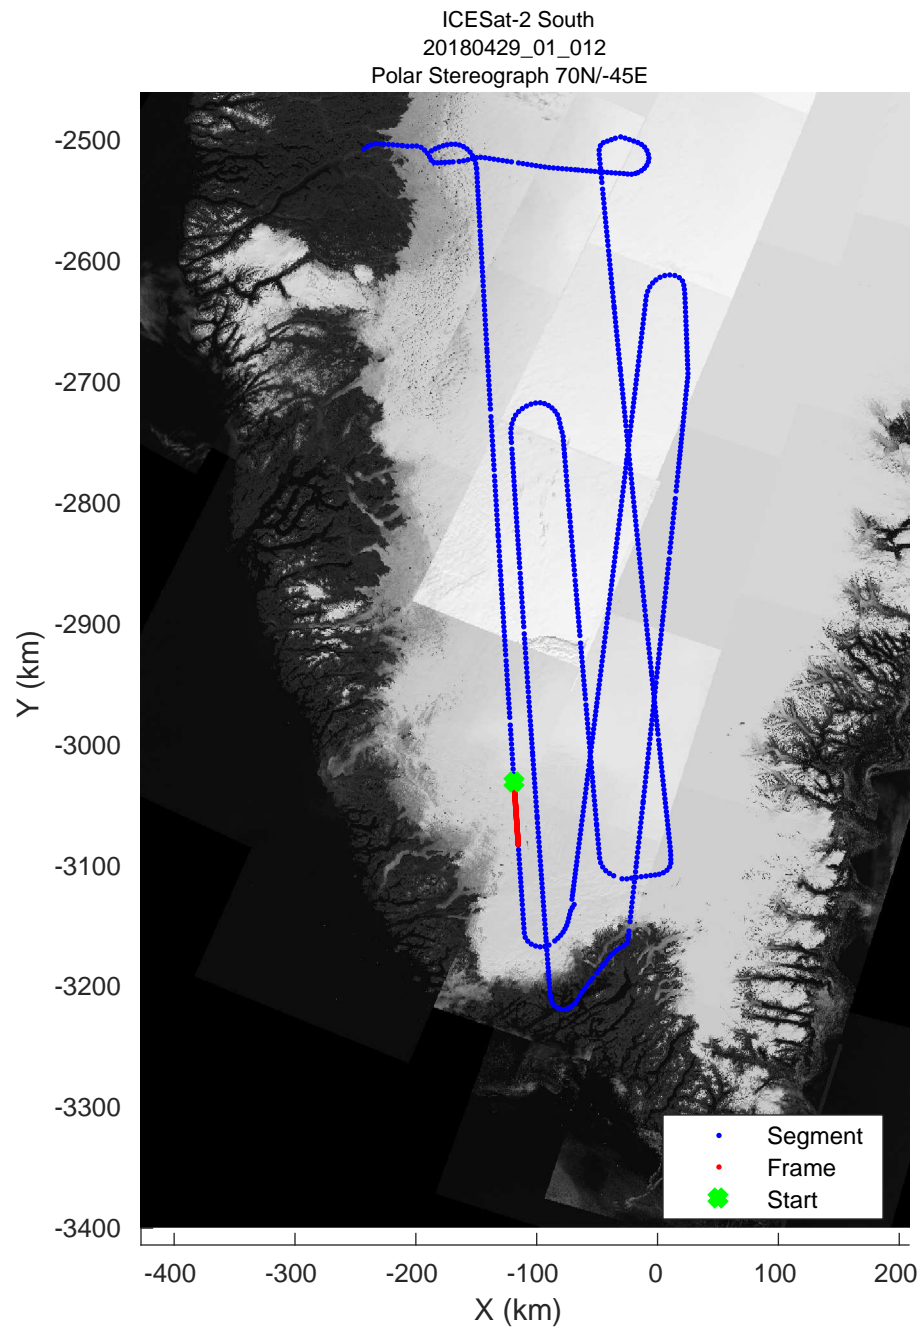 ICESat-2 South
20180429_01_012
Polar Stereograph 70N/-45E
-2500
-2600
-2700
-2800
-2900
-3000
-3100
-3200
-3300
-3400
Y (km)
Segment
Frame
Start
-400 -300 -200 -100 0 100 200
X (km)